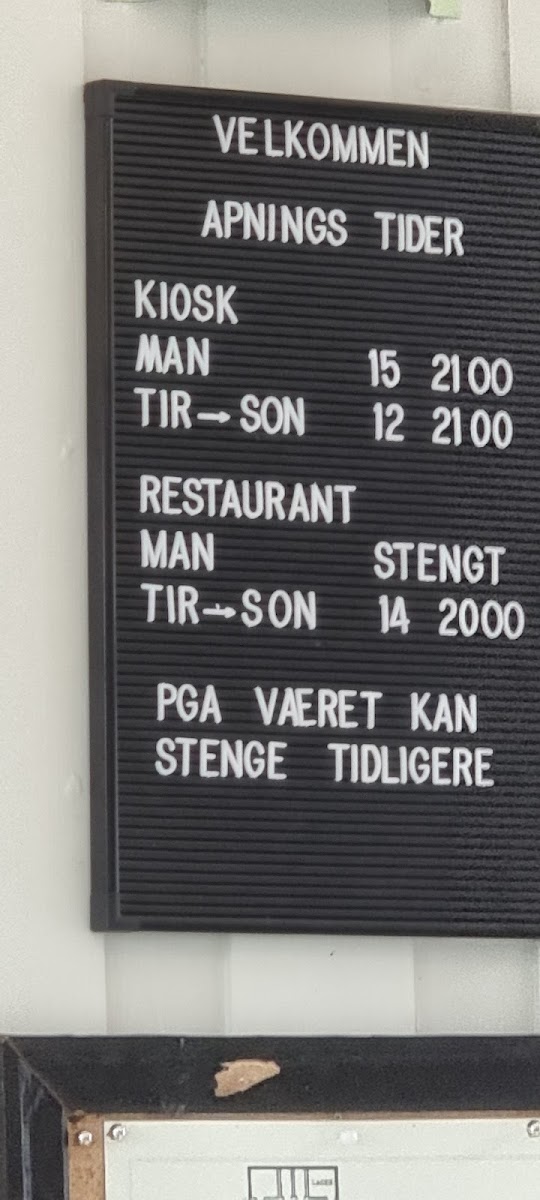 VELKOMMEN
APNINGS TIDER
KIOSK
MAN 15 2100
TIR→SON 12 2100
RESTAURANT
MAN STENGT
TIR→SON 14 2000
PGA VÆRET KAN
STENGE TIDLIGERE
LAGER